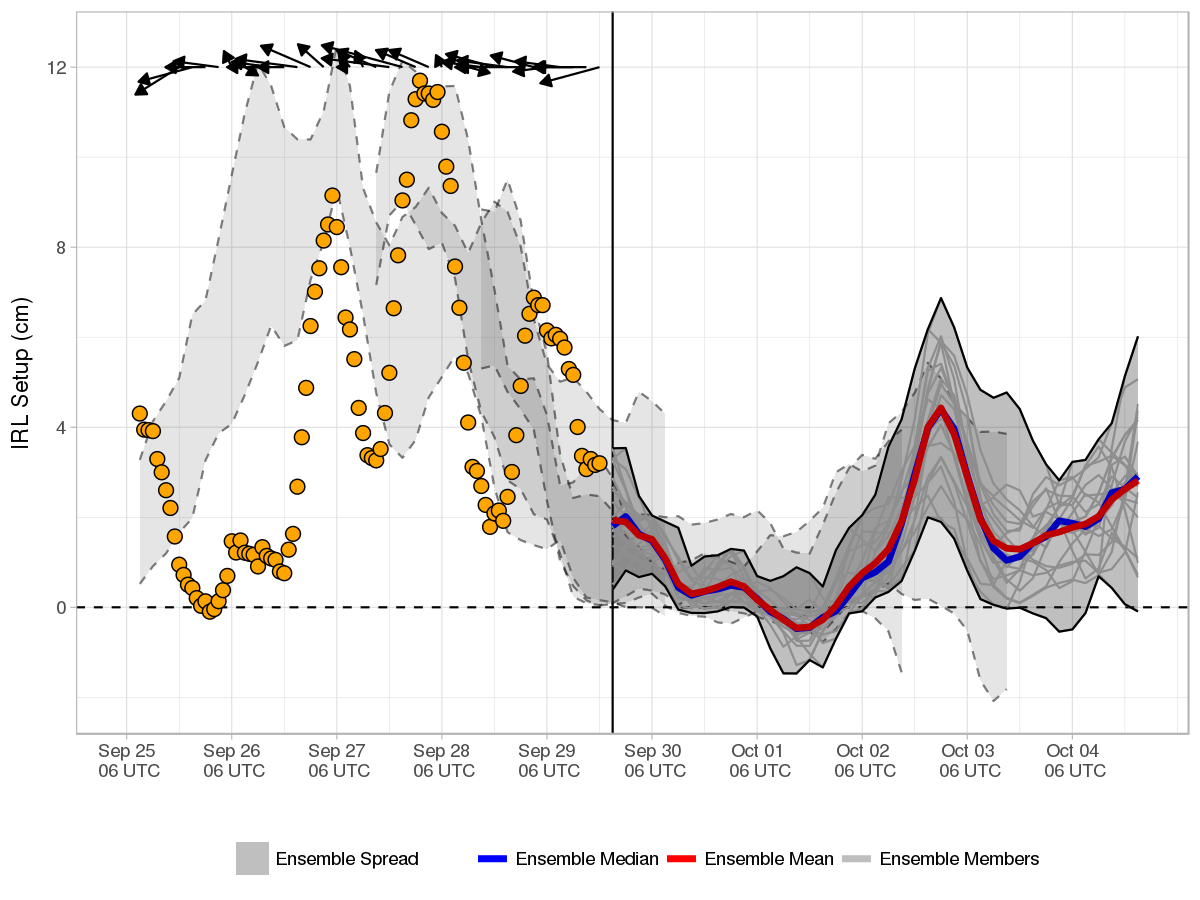 IRL Setup (cm)
12
8
4
0
Sep 25
06 UTC
Sep 26
06 UTC
Sep 27
06 UTC
Sep 28
06 UTC
Sep 29
06 UTC
Sep 30
06 UTC
Oct 01
06 UTC
Oct 02
06 UTC
Oct 03
06 UTC
Oct 04
06 UTC
Ensemble Spread
Ensemble Median
Ensemble Mean
Ensemble Members